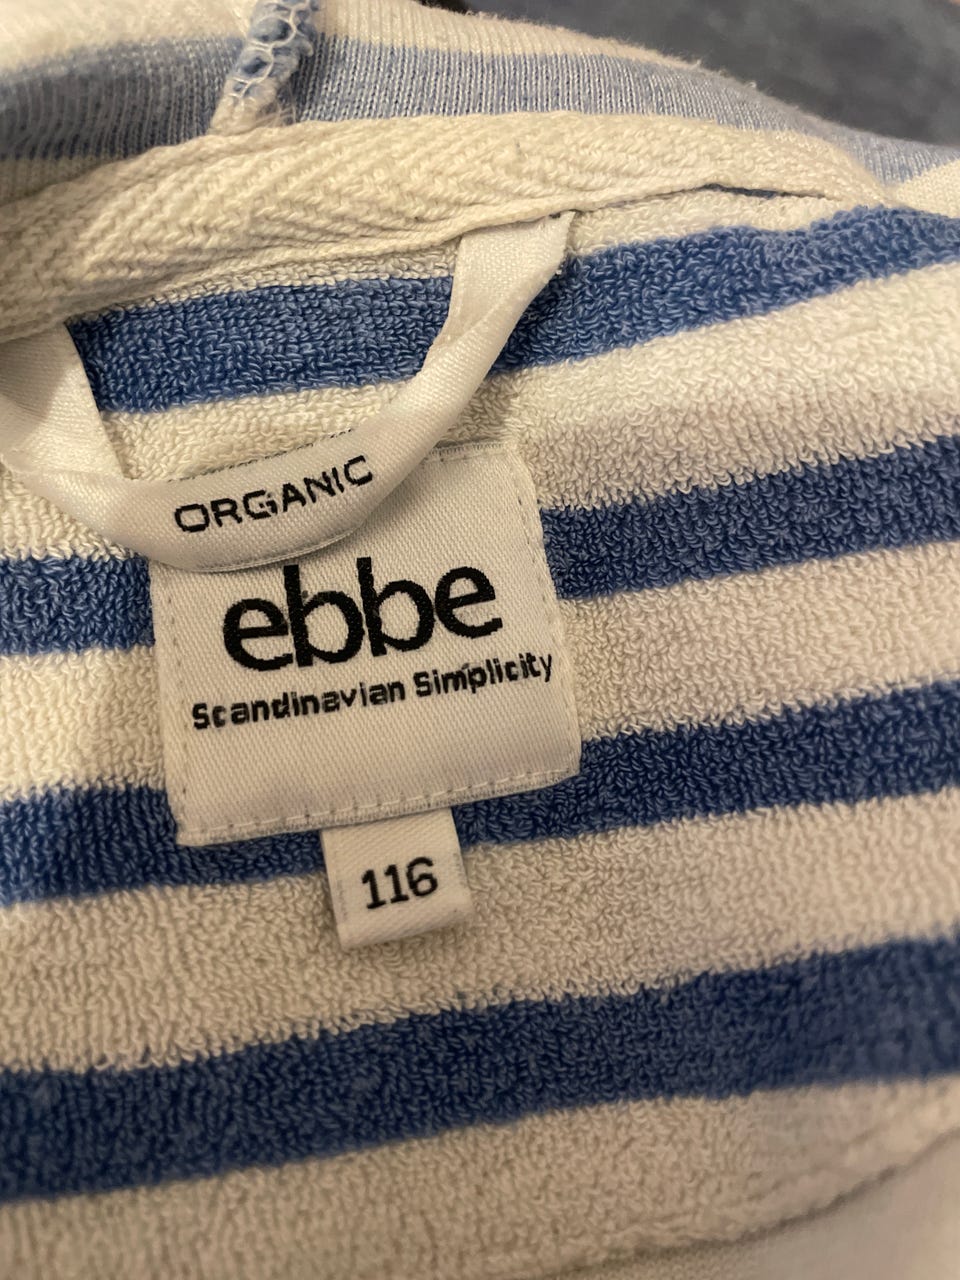 ORGANIC
ebbe
Scandinavian Simplicity
116